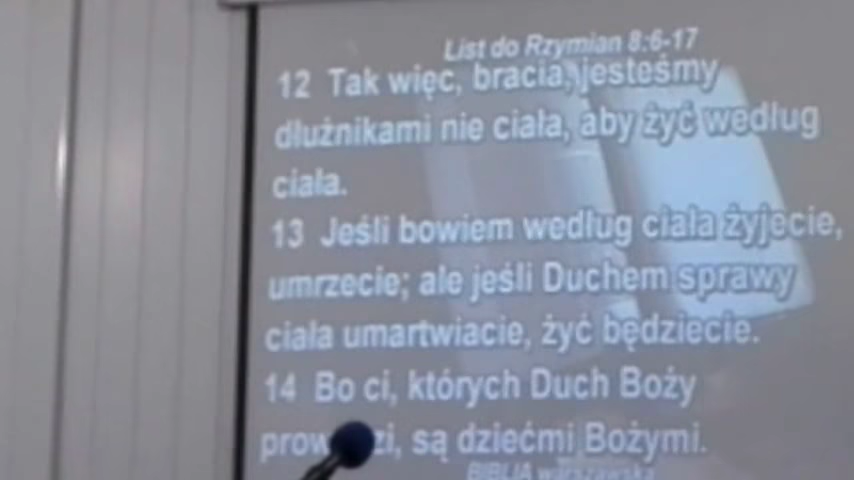 List do Rzymian 8:6-17
12 Tak więc, bracia, jesteśmy
dłużnikami nie ciała, aby żyć według
ciała.
13 Jeśli bowiem według ciała żyjecie,
umrzecie; ale jeśli Duchem sprawy
ciała umartwiacie, żyć będziecie.
14 Bo ci, których Duch Boży
są dziećmi Bożymi.
BIBLIA warszawska